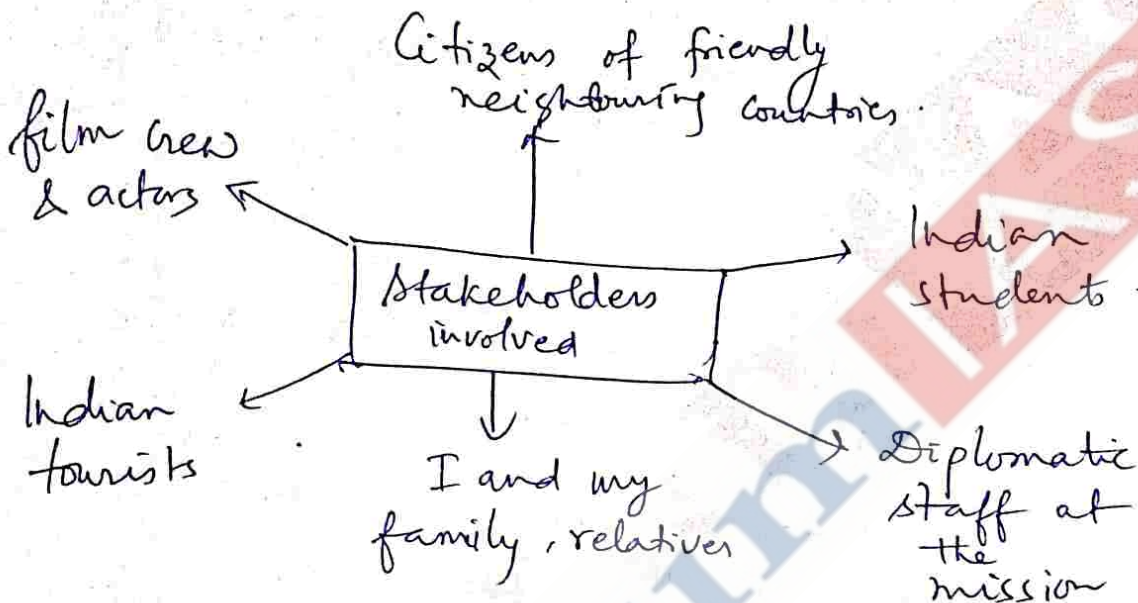 Citizens of friendly
neighbouring countries.
film crew
& actors
Indian
students
Stakeholders
involved
Indian
tourists
I and my
family, relatives
Diplomatic
staff at
the
mission